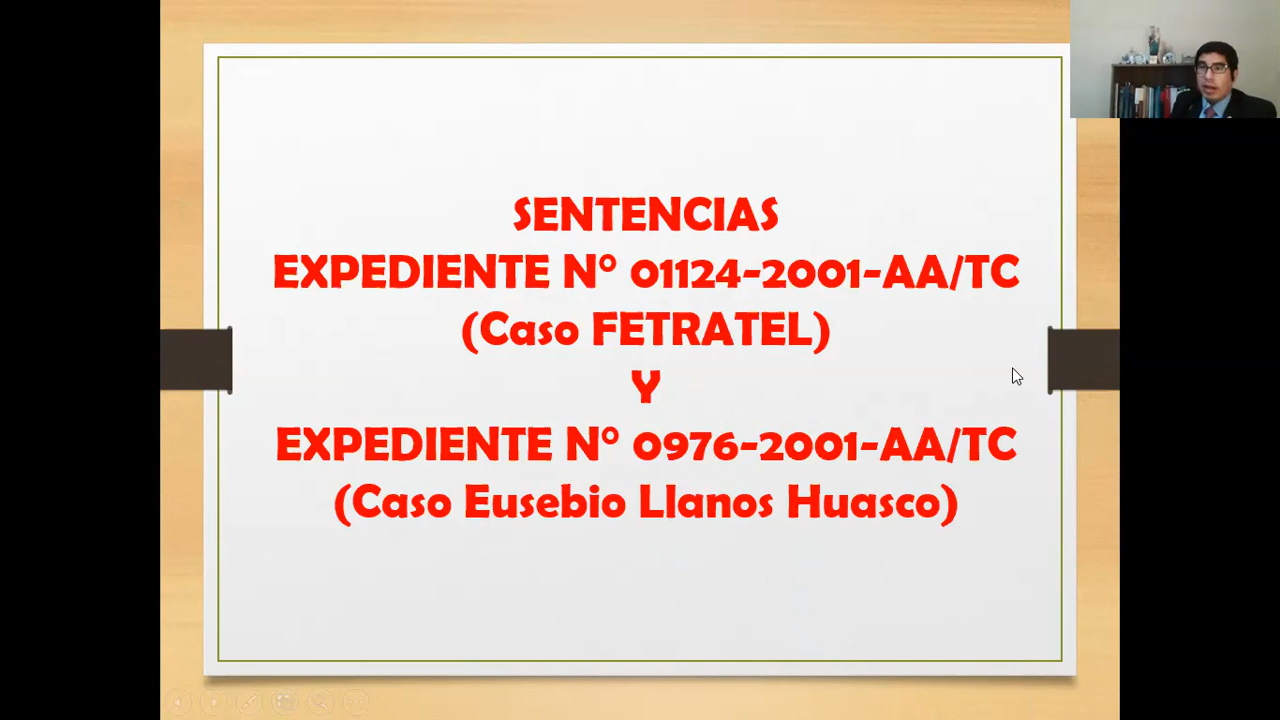 SENTENCIAS
EXPEDIENTE N° 01124-2001-AA/TC
(Caso FETRATEL)
Y
EXPEDIENTE N° 0976-2001-AA/TC
(Caso Eusebio Llanos Huasco)